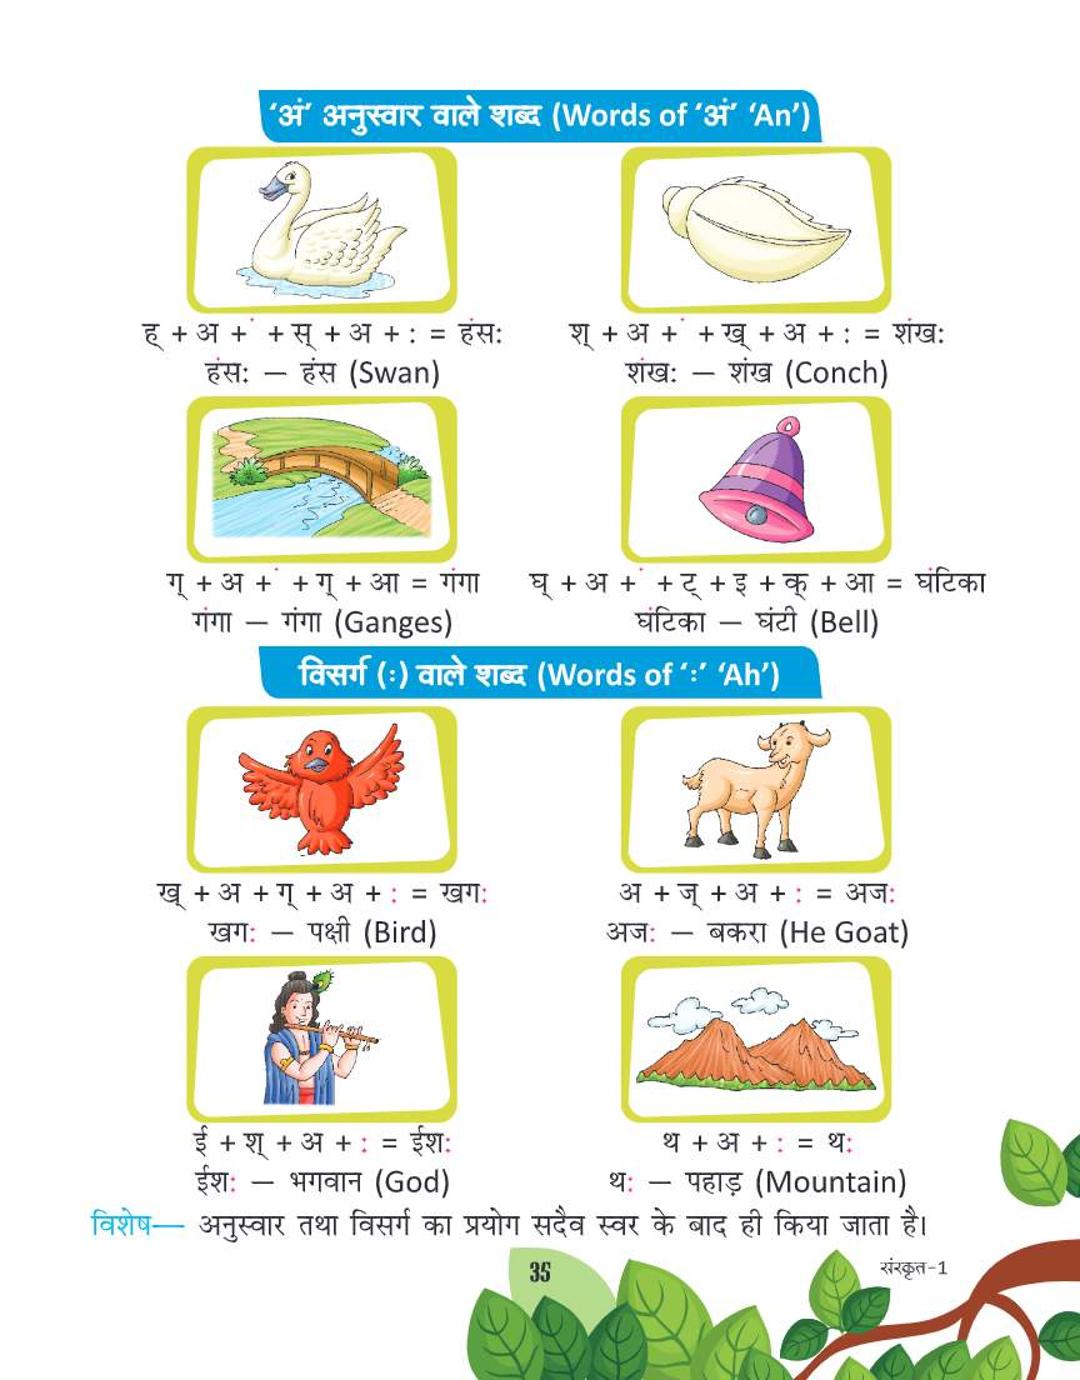 ‘अं’ अनुस्वार वाले शब्द (Words of ‘अं’ ‘An’)
ह् + अ + ं + स् + अ + : = हंस:
हंस: — हंस (Swan)
श् + अ + ं + ख् + अ + : = शंख:
शंख: — शंख (Conch)
ग् + अ + ं + ग् + आ = गंगा
गंगा — गंगा (Ganges)
घ् + अ + ं + ट् + इ + क् + आ = घंटिका
घंटिका — घंटी (Bell)
विसर्ग (:) वाले शब्द (Words of ‘:’ ‘Ah’)
ख् + अ + ग् + अ + : = खग:
खग: — पक्षी (Bird)
अ + ज् + अ + : = अज:
अज: — बकरा (He Goat)
ई + श् + अ + : = ईश:
ईश: — भगवान (God)
थ + अ + : = थ:
थ: — पहाड़ (Mountain)
विशेष— अनुस्वार तथा विसर्ग का प्रयोग सदैव स्वर के बाद ही किया जाता है।
35
संस्कृत-1